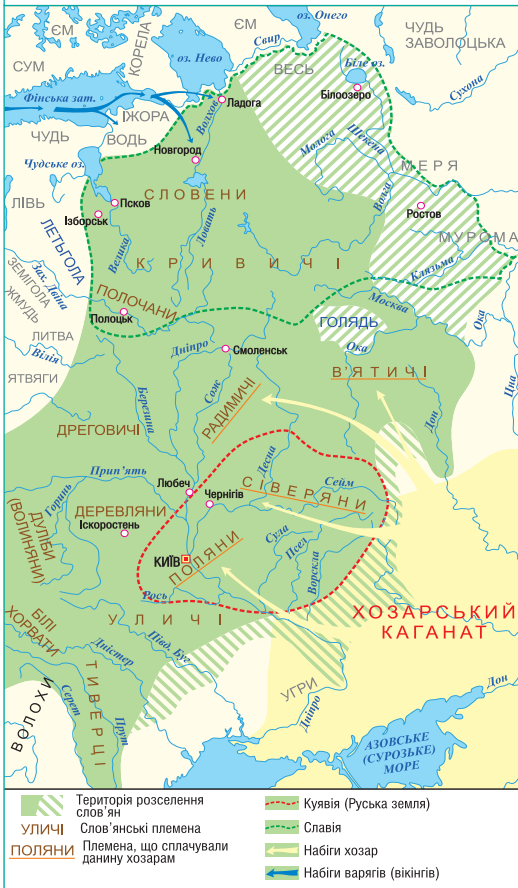 ЄМ
ЄМ
оз. Онего
ЧУДЬ
ЗАВОЛОЦЬКА
КОРЕЛА
оз. Нево
Свир
СУМ
ВЕСЬ
Біле оз.
Білоозеро
Сухона
Фінська зат.
Ладога
ІЖОРА
Волхов
ЧУДЬ
ВОДЬ
Новгород
Молога
Шексна
МЕРЯ
Чудське оз.
СЛОВЕНИ
Волга
ЛІВЬ
Псков
Ростов
Ізборськ
ЛЕТЬГОЛА
Велика
Ловать
МУРОМА
КРИВИЧІ
Клязьма
ЗЕМІГОЛА
Зах. Двіна
ЖМУДЬ
ПОЛОЧАНИ
Москва
Полоцьк
ГОЛЯДЬ
Ока
ЛИТВА
Дніпро
Смоленськ
Ока
Вілія
Цна
ЯТВЯГИ
Сож
В’ЯТИЧІ
Березина
РАДИМИЧІ
Дон
ДРЕГОВИЧІ
Десна
Прип’ять
Любеч
Сейм
Чернігів
СІВЕРЯНИ
Горинь
ДЕРЕВЛЯНИ
Іскоростень
ДУЛІБИ
(ВОЛИНЯНИ)
Сула
Псел
КИЇВ
ПОЛЯНИ
Ворскла
Рось
ХОЗАРСЬКИЙ
КАГАНАТ
УЛИЧІ
БІЛІ
ХОРВАТИ
Півд. Буг
Дністер
ТИВЕРЦІ
УГРИ
Дон
ВОЛОХИ
Серет
Прут
Дніпро
АЗОВСЬКЕ
(СУРОЗЬКЕ)
МОРЕ
Територія розселення
слов’ян
УЛИЧІ Слов’янські племена
ПОЛЯНИ Племена, що сплачували
данину хозарам
Куявія (Руська земля)
Славія
Набіги хозар
Набіги варягів (вікінгів)